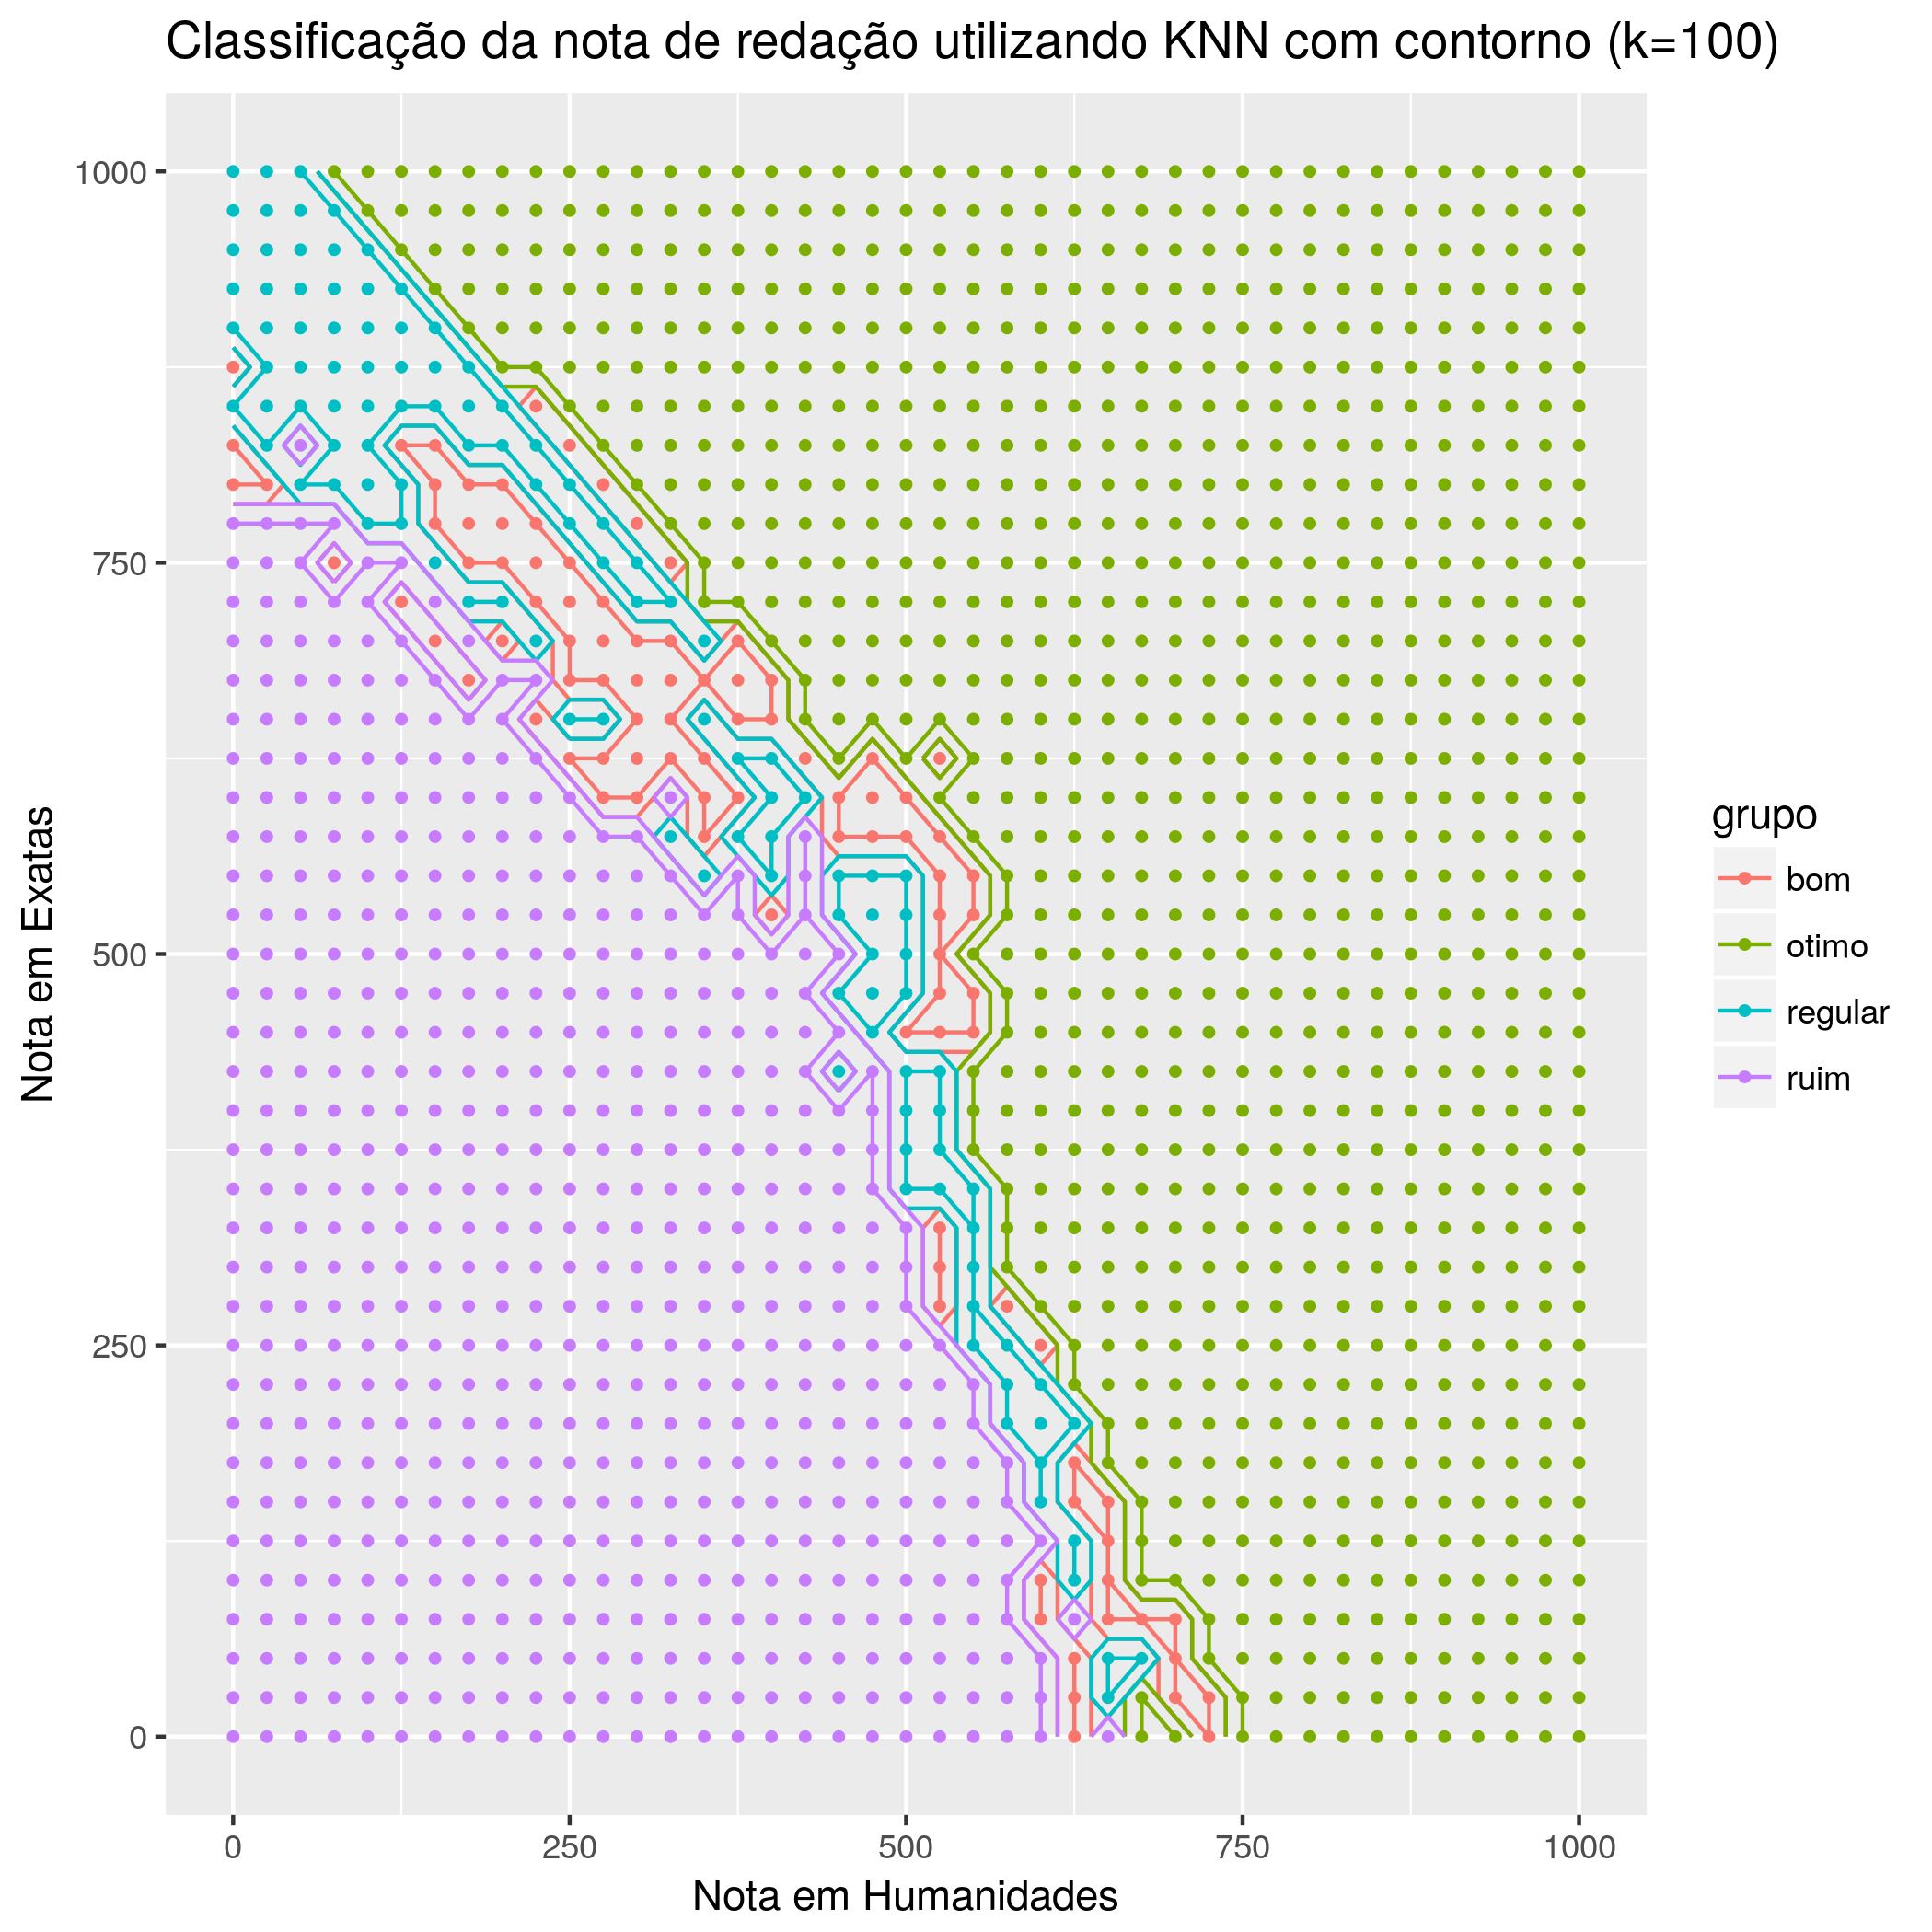 Classificação da nota de redação utilizando KNN com contorno (k=100)
1000
750
500
250
0
Nota em Exatas
0 250 500 750 1000
Nota em Humanidades
grupo
bom
otimo
regular
ruim